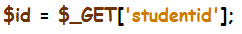 $id = $_GET['studentid'];